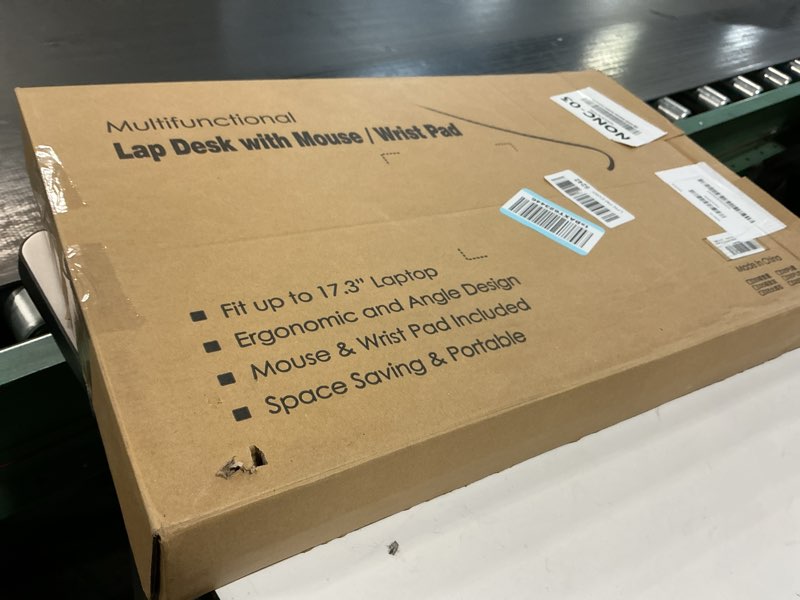 Multifunctional
Lap Desk with Mouse / Wrist Pad
NONC-03
Made in China
■ Fit up to 17.3" Laptop
■ Ergonomic and Angle Design
■ Mouse & Wrist Pad Included
■ Space Saving & Portable